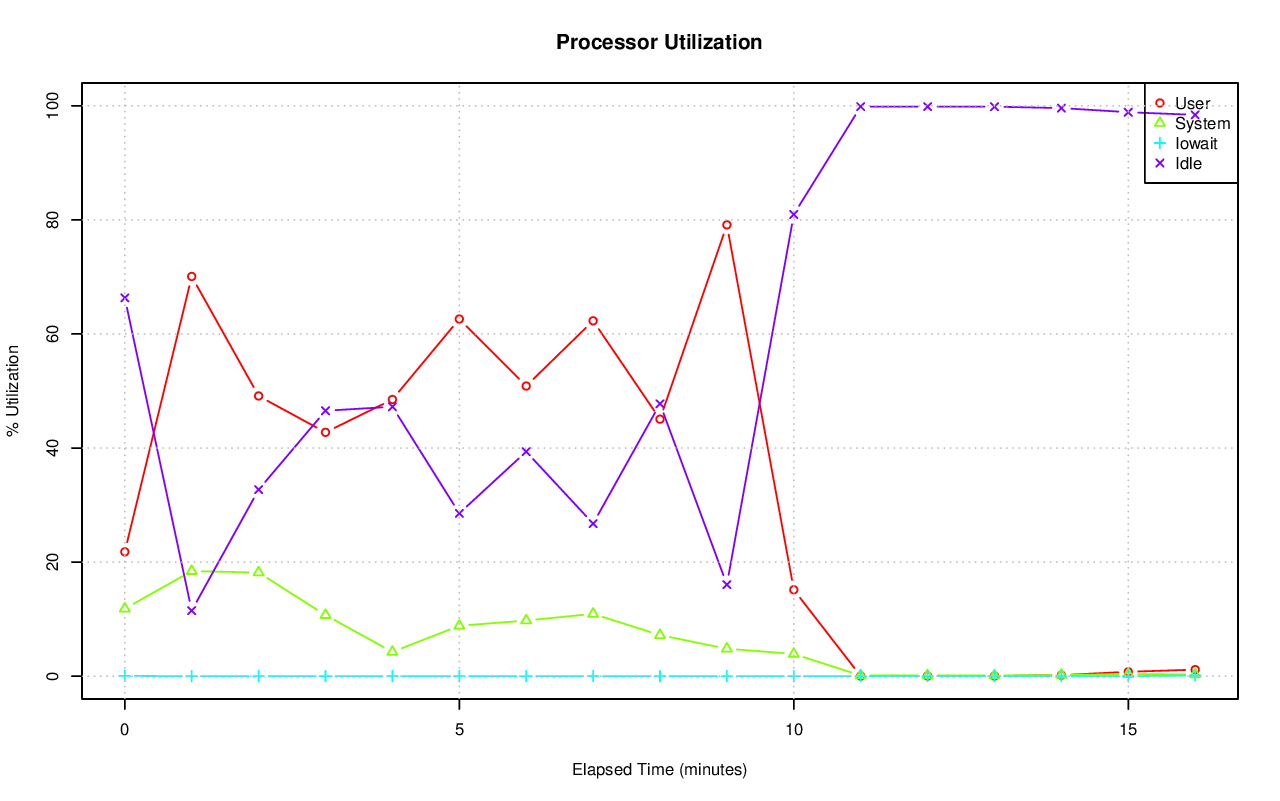 Processor Utilization
% Utilization
100
80
60
40
20
0
User
System
Iowait
Idle
0 5 10 15
Elapsed Time (minutes)